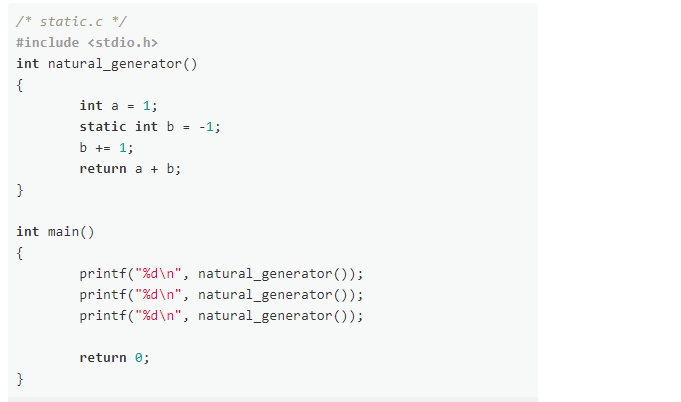 /* static.c */
#include <stdio.h>
int natural_generator()
{
        int a = 1;
        static int b = -1;
        b += 1;
        return a + b;
}

int main()
{
        printf("%d\n", natural_generator());
        printf("%d\n", natural_generator());
        printf("%d\n", natural_generator());

        return 0;
}